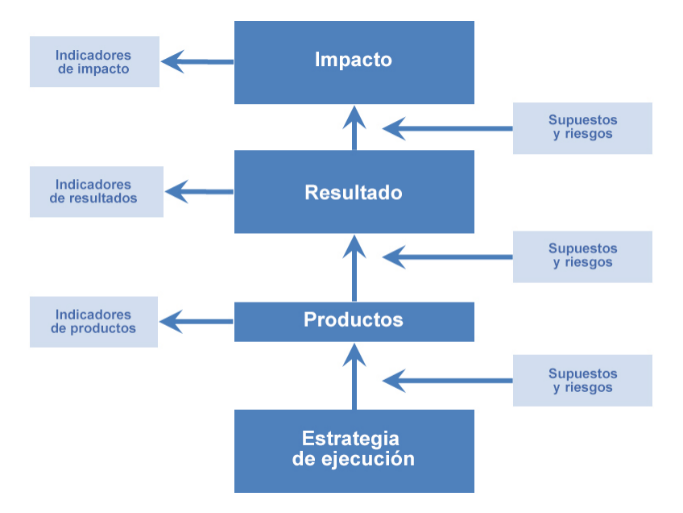 Indicadores
de impacto
Impacto
Supuestos
y riesgos
Indicadores
de resultados
Resultado
Supuestos
y riesgos
Indicadores
de productos
Productos
Supuestos
y riesgos
Estrategia
de ejecución